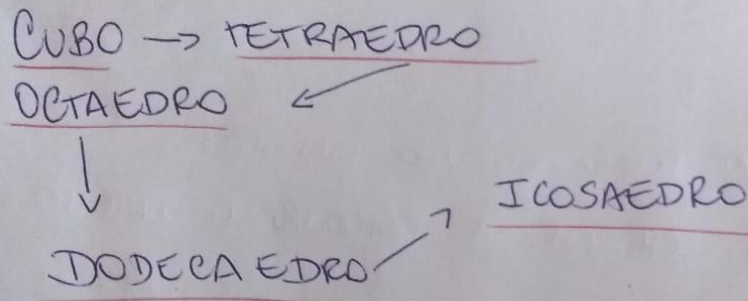 CUBO → TETRAEDRO
OCTAEDRO ←
↓
ICOSAEDRO
DODECAEDRO ↗